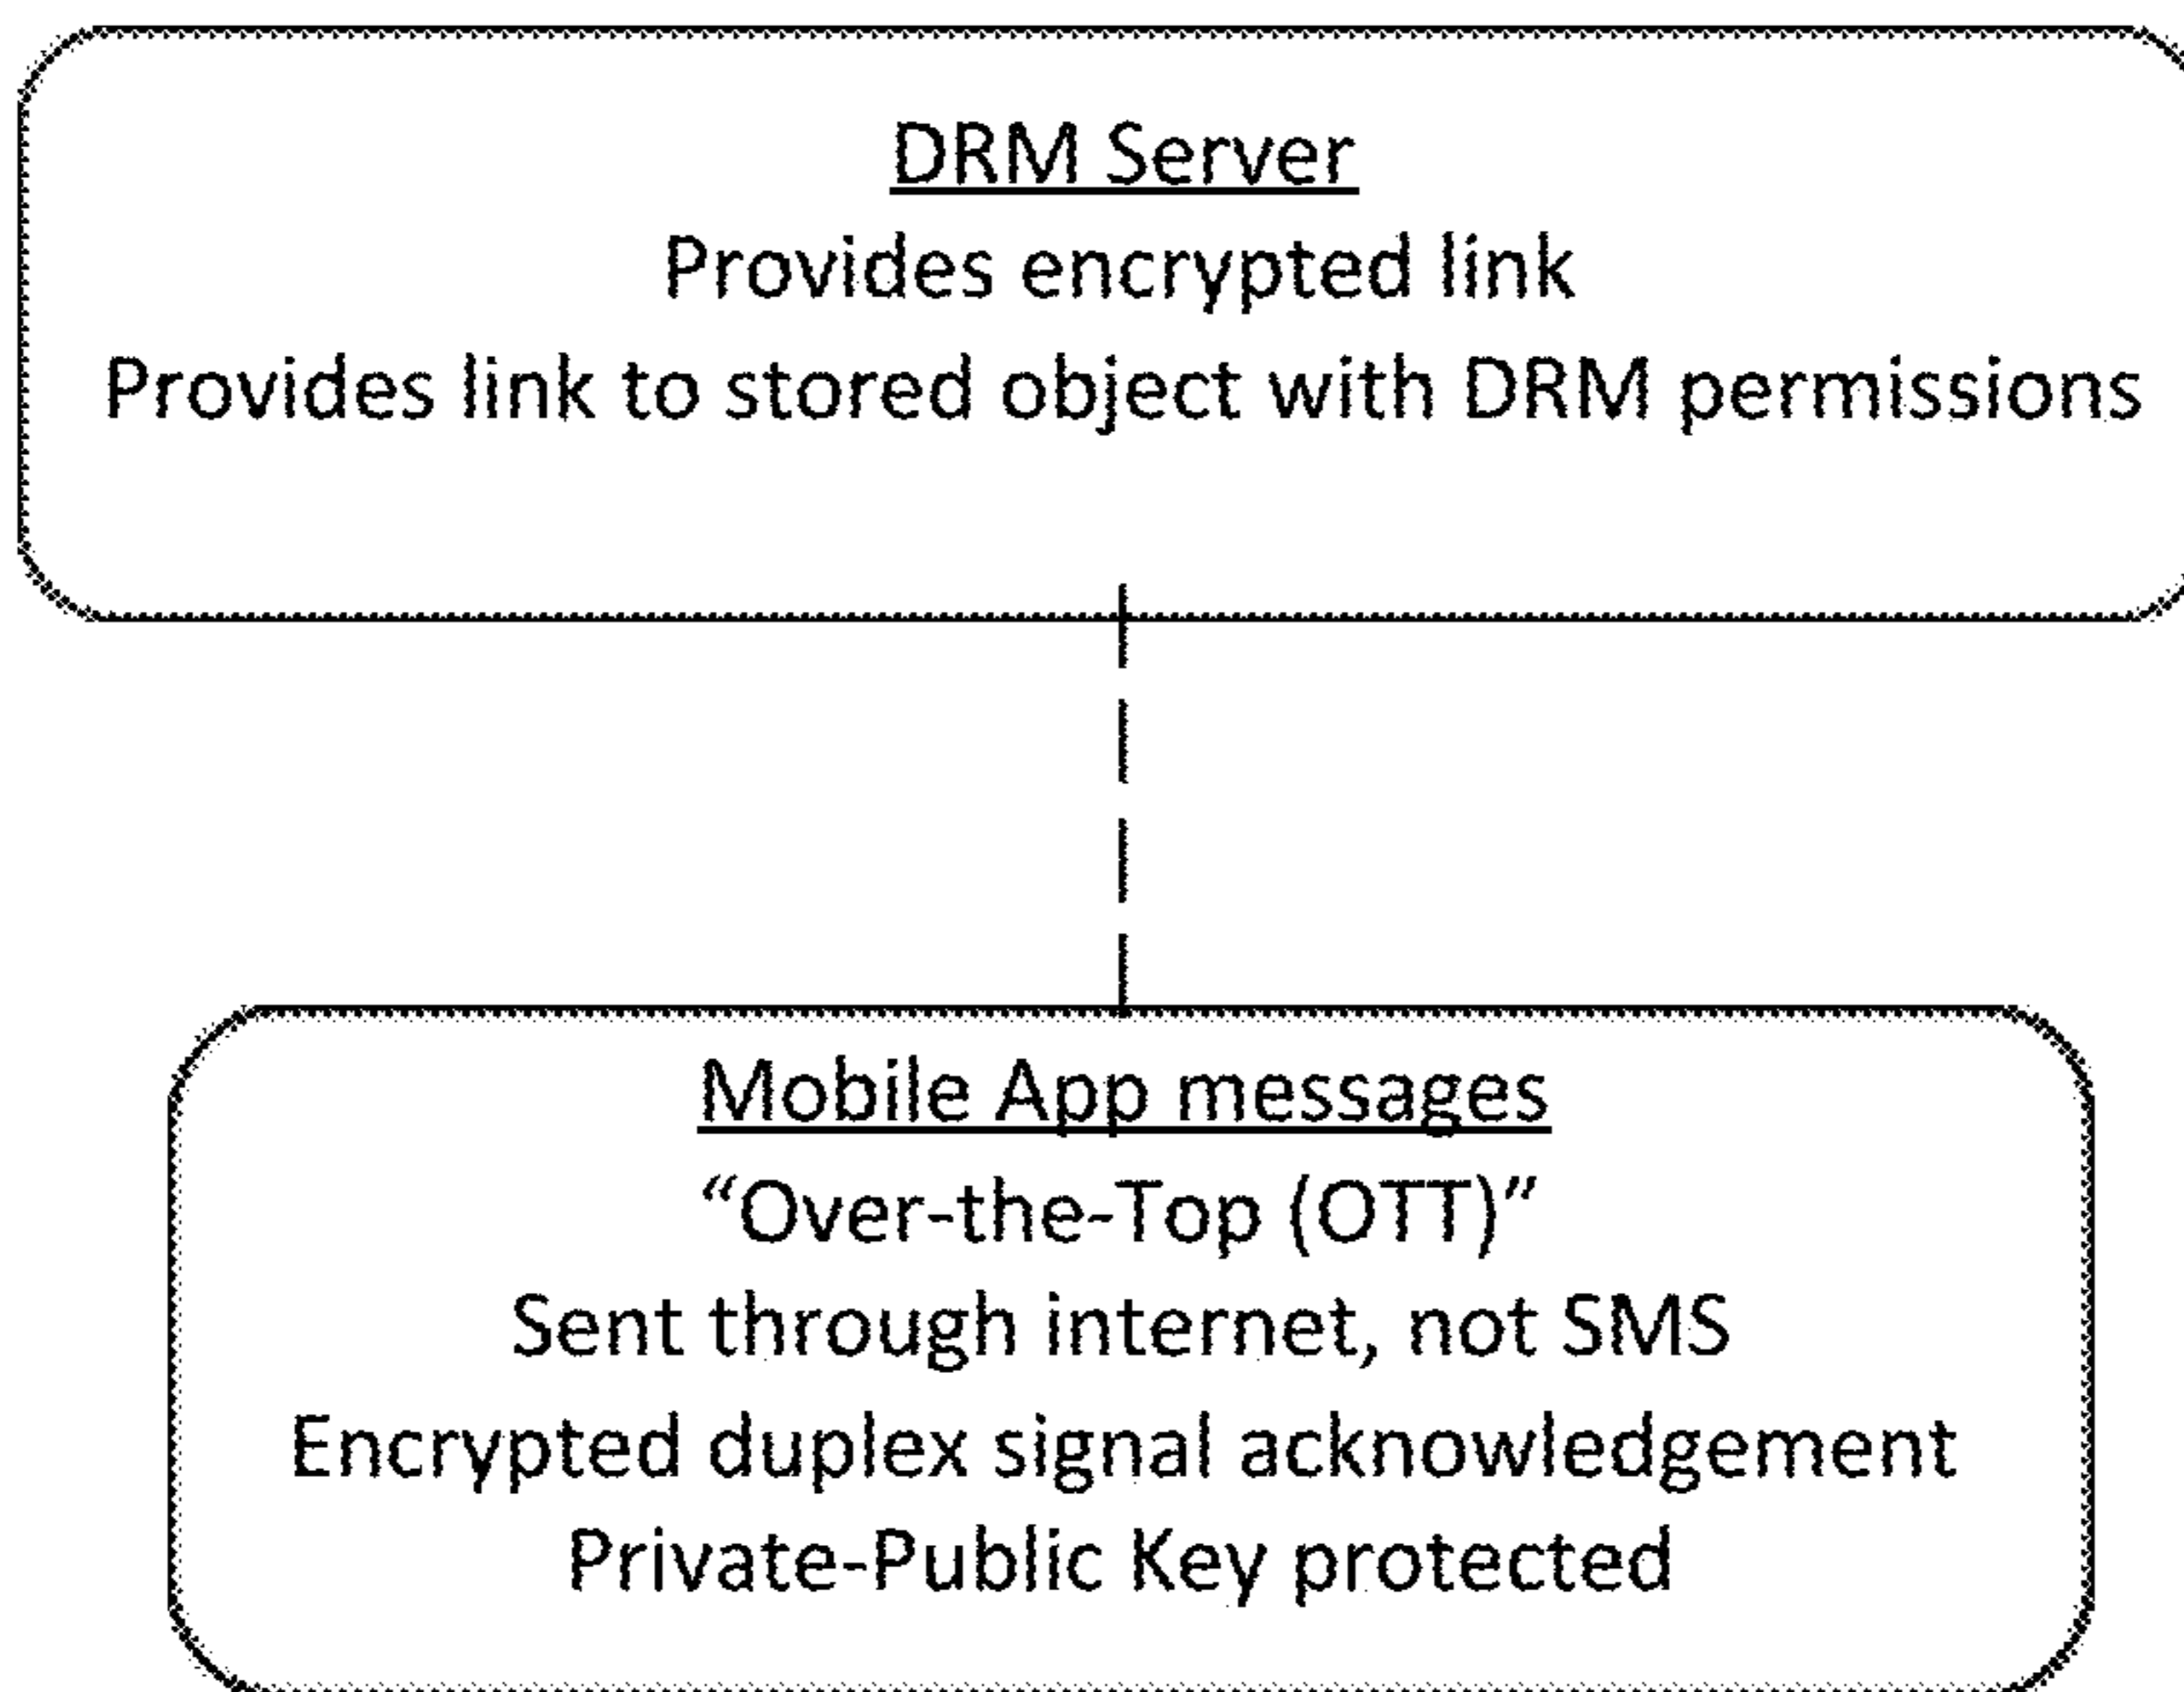 DRM Server
Provides encrypted link
Provides link to stored object with DRM permissions
Mobile App messages
“Over-the-Top (OTT)”
Sent through internet, not SMS
Encrypted duplex signal acknowledgement
Private-Public Key protected